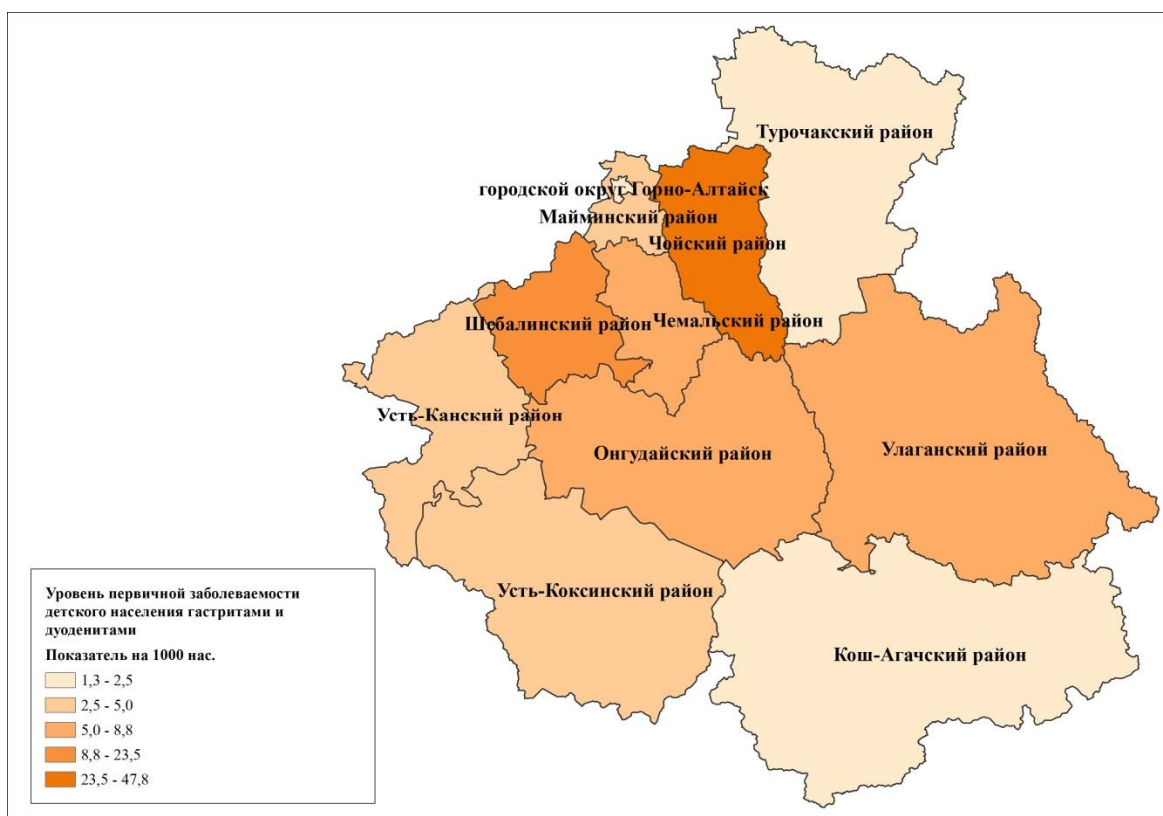 Турочакский район
городской округ Горно-Алтайск
Майминский район
Чойский район
Шебалинский район
Чемальский район
Усть-Канский район
Онгудайский район
Улаганский район
Усть-Коксинский район
Кош-Агачский район
Уровень первичной заболеваемости
детского населения гастритами и
дуоденитами
Показатель на 1000 нас.
1,3 - 2,5
2,5 - 5,0
5,0 - 8,8
8,8 - 23,5
23,5 - 47,8